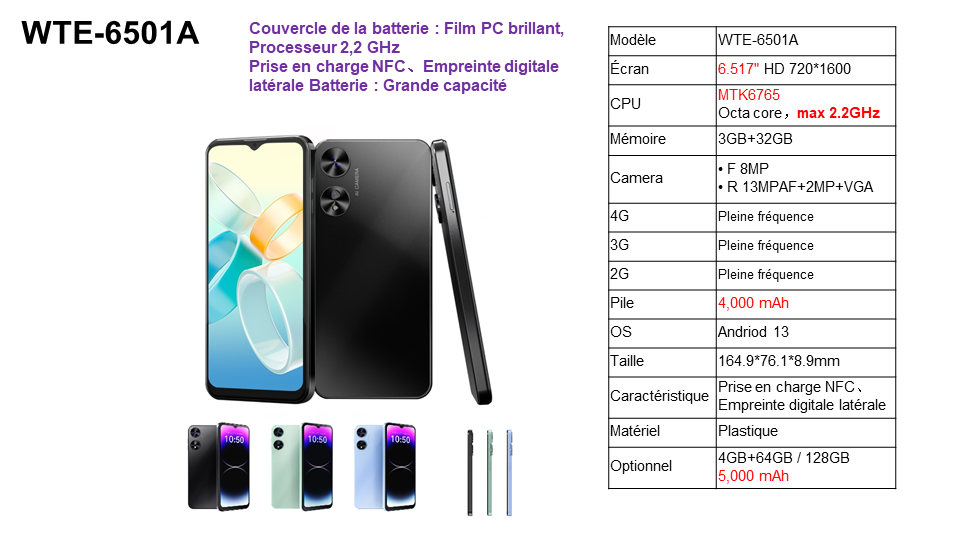 WTE-6501A
Couvercle de la batterie : Film PC brillant,
Processeur 2,2 GHz
Prise en charge NFC、Empreinte digitale
latérale Batterie : Grande capacité
AI CAMERA
10:50
10:50
10:50
Modèle WTE-6501A
Écran 6.517" HD 720*1600
CPU MTK6765
Octa core，max 2.2GHz
Mémoire 3GB+32GB
Camera • F 8MP
• R 13MPAF+2MP+VGA
4G Pleine fréquence
3G Pleine fréquence
2G Pleine fréquence
Pile 4,000 mAh
OS Andriod 13
Taille 164.9*76.1*8.9mm
Caractéristique Prise en charge NFC、
Empreinte digitale latérale
Matériel Plastique
Optionnel 4GB+64GB / 128GB
5,000 mAh